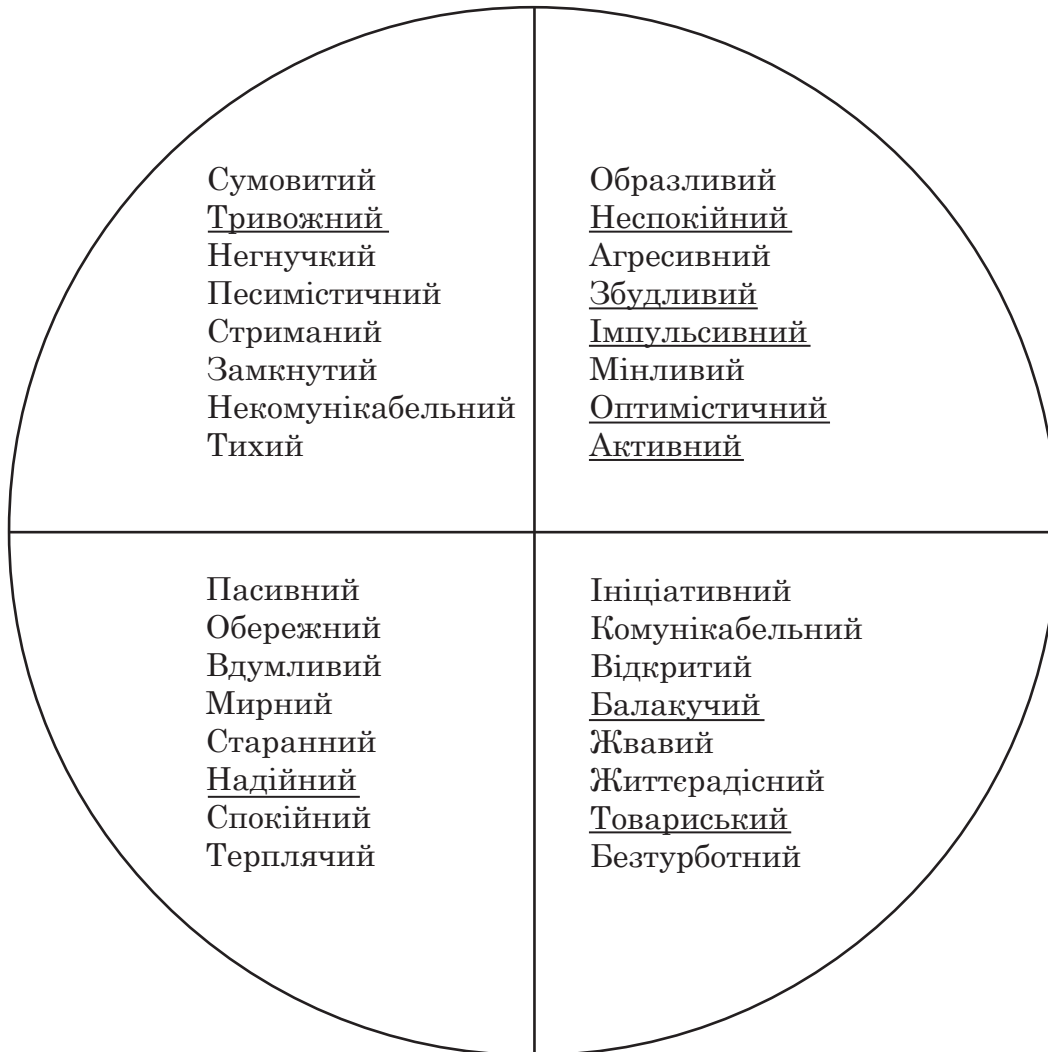 Сумовитий
Тривожний
Негнучкий
Песимістичний
Стриманий
Замкнутий
Некомунікабельний
Тихий
Образливий
Неспокійний
Агресивний
Збудливий
Імпульсивний
Мінливий
Оптимістичний
Активний
Пасивний
Обережний
Вдумливий
Мирний
Старанний
Надійний
Спокійний
Терплячий
Ініціативний
Комунікабельний
Відкритий
Балакучий
Жвавий
Життєрадісний
Товариський
Безтурботний